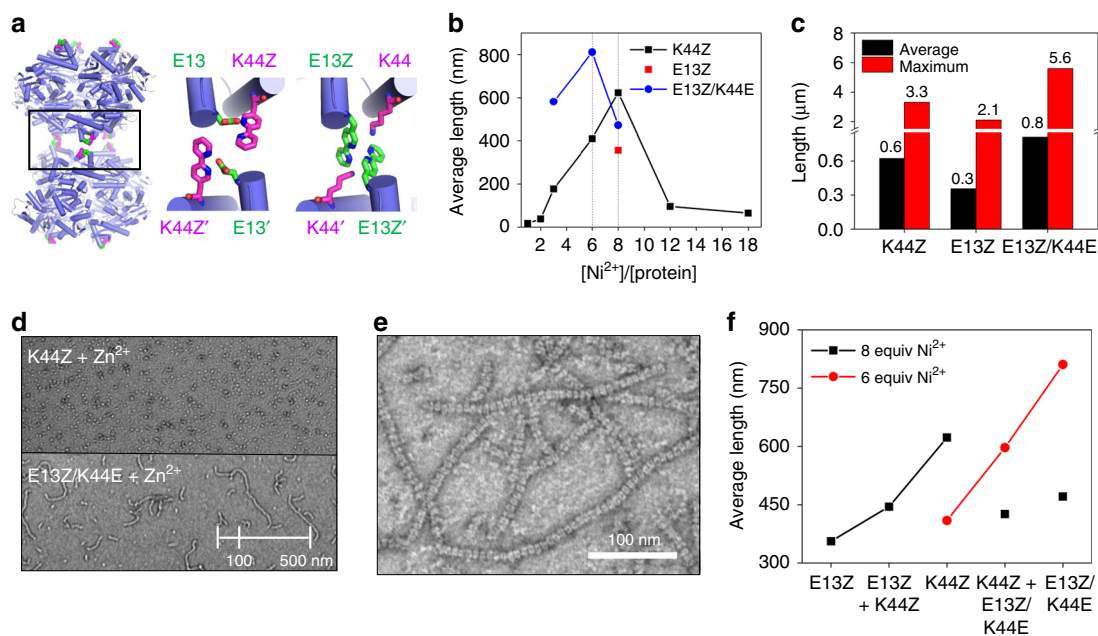 a
E13 K44Z E13Z K44
K44Z′ E13′ K44′ E13Z′
b
Average length (nm)
800
600
400
200
0
K44Z
E13Z
E13Z/K44E
2 4 6 8 10 12 14 16 18
[Ni2+]/[protein]
c
Length (μm)
8
6
4
2
0.6
0.3
0.0
Average
Maximum
0.6 3.3 0.3 2.1 0.8 5.6
K44Z E13Z E13Z/K44E
d
K44Z + Zn2+
E13Z/K44E + Zn2+
100 500 nm
e
100 nm
f
Average length (nm)
900
750
600
450
300
8 equiv Ni2+
6 equiv Ni2+
E13Z E13Z K44Z K44Z + E13Z/
+ K44Z E13Z/ K44E
K44E